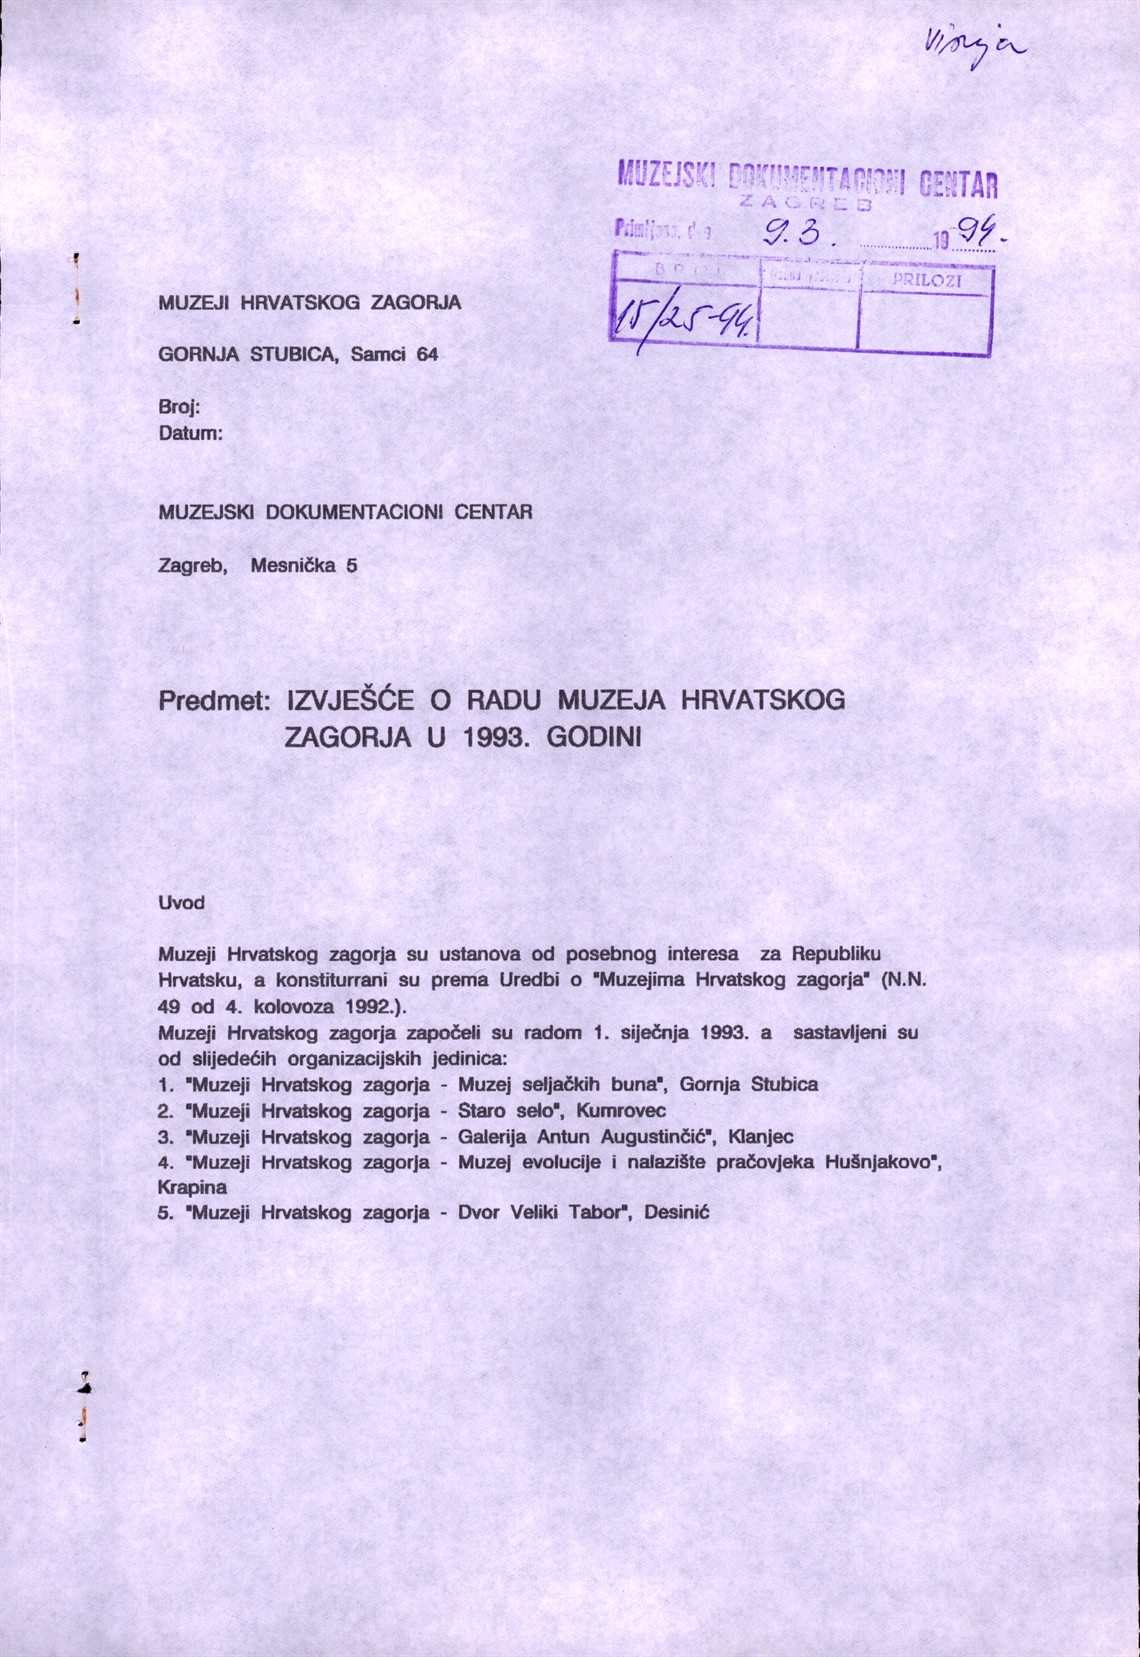 Višnja
MUZEJSKI DOKUMENTACIONI CENTAR
ZAGREB
Primljeno, dne 9. 3. 1994.
BROJ PRILOZI
15/25-94.
MUZEJI HRVATSKOG ZAGORJA
GORNJA STUBICA, Samci 64
Broj:
Datum:
MUZEJSKI DOKUMENTACIONI CENTAR
Zagreb, Mesnička 5
Predmet: IZVJEŠĆE O RADU MUZEJA HRVATSKOG
ZAGORJA U 1993. GODINI
Uvod
Muzeji Hrvatskog zagorja su ustanova od posebnog interesa za Republiku
Hrvatsku, a konstiturrani su prema Uredbi o "Muzejima Hrvatskog zagorja" (N.N.
49 od 4. kolovoza 1992.).
Muzeji Hrvatskog zagorja započeli su radom 1. siječnja 1993. a sastavljeni su
od slijedećih organizacijskih jedinica:
1. "Muzeji Hrvatskog zagorja - Muzej seljačkih buna", Gornja Stubica
2. "Muzeji Hrvatskog zagorja - Staro selo", Kumrovec
3. "Muzeji Hrvatskog zagorja - Galerija Antun Augustinčić", Klanjec
4. "Muzeji Hrvatskog zagorja - Muzej evolucije i nalazište pračovjeka Hušnjakovo",
Krapina
5. "Muzeji Hrvatskog zagorja - Dvor Veliki Tabor", Desinić